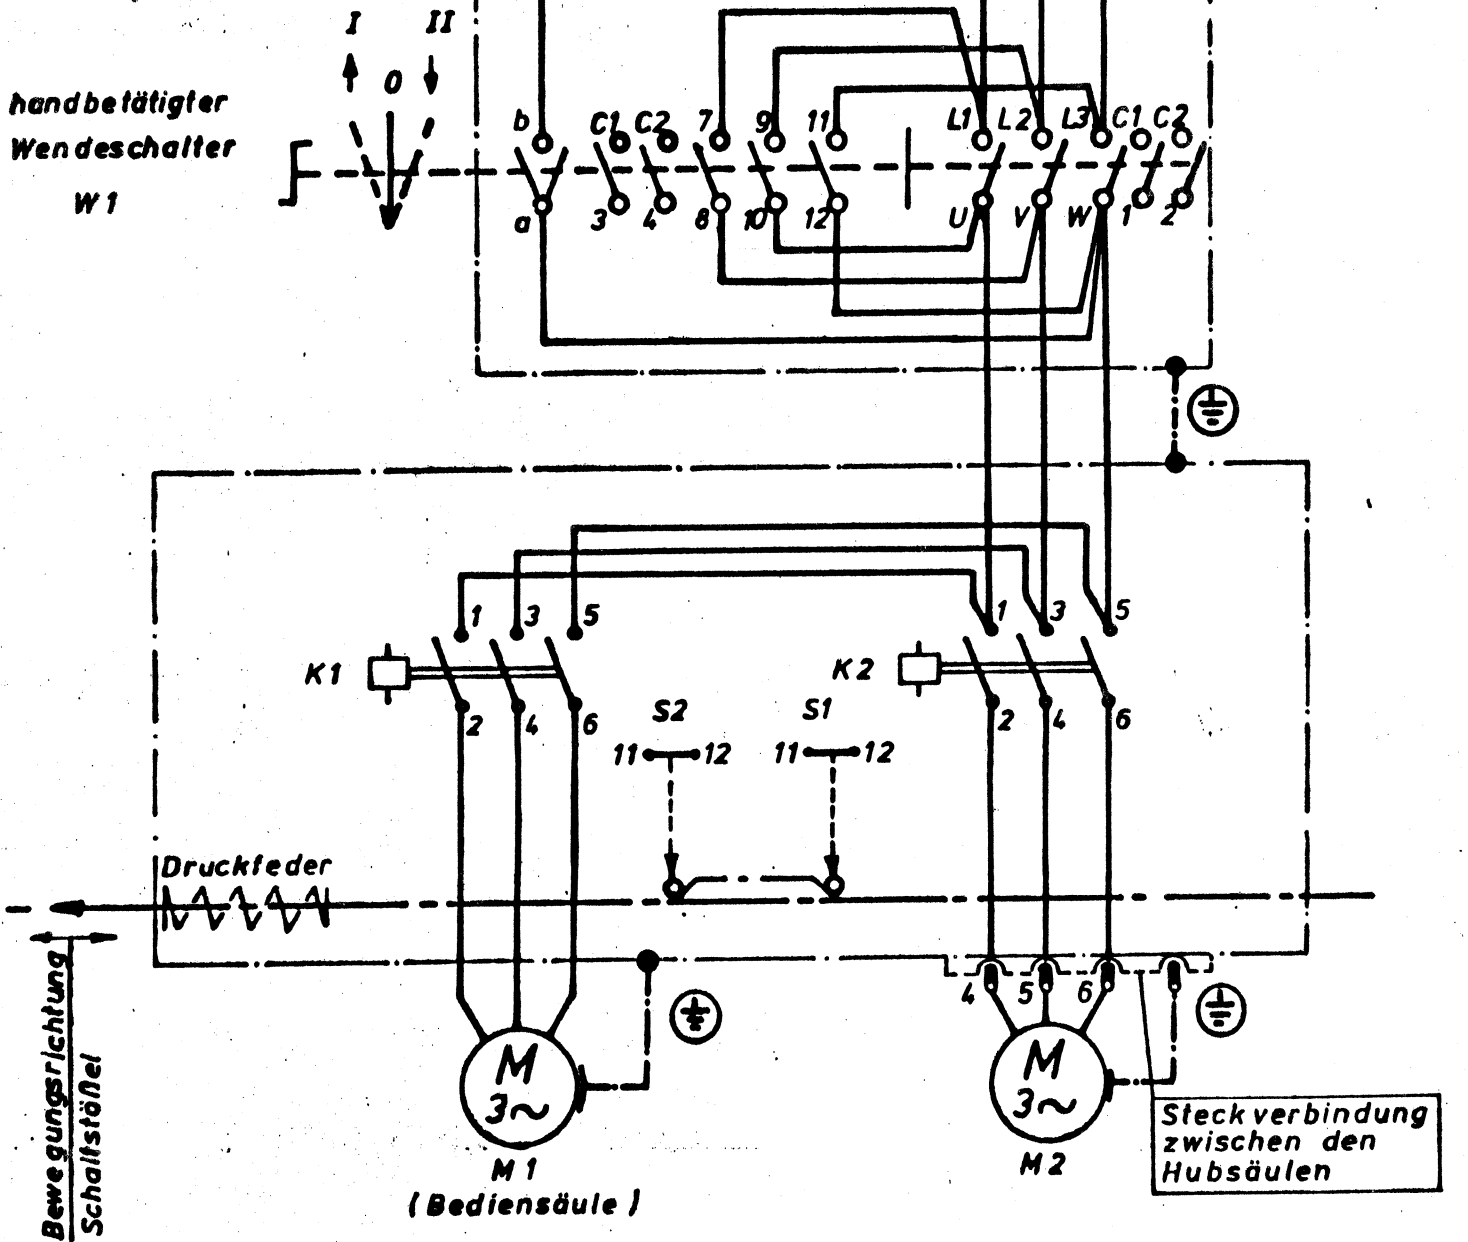 I II
0
handbetätigter
Wendeschalter
W1
b C1 C2 7 9 11 L1 L2 L3 C1 C2
a 3 4 8 10 12 U V W 1 2
1 3 5 1 3 5
K1 K2
2 4 6 2 4 6
S2 S1
11 12 11 12
Druckfeder
4 5 6
M M
3~ 3~
M1 M2
(Bediensäule)
Steckverbindung
zwischen den
Hubsäulen
Bewegungsrichtung
Schaltstößel